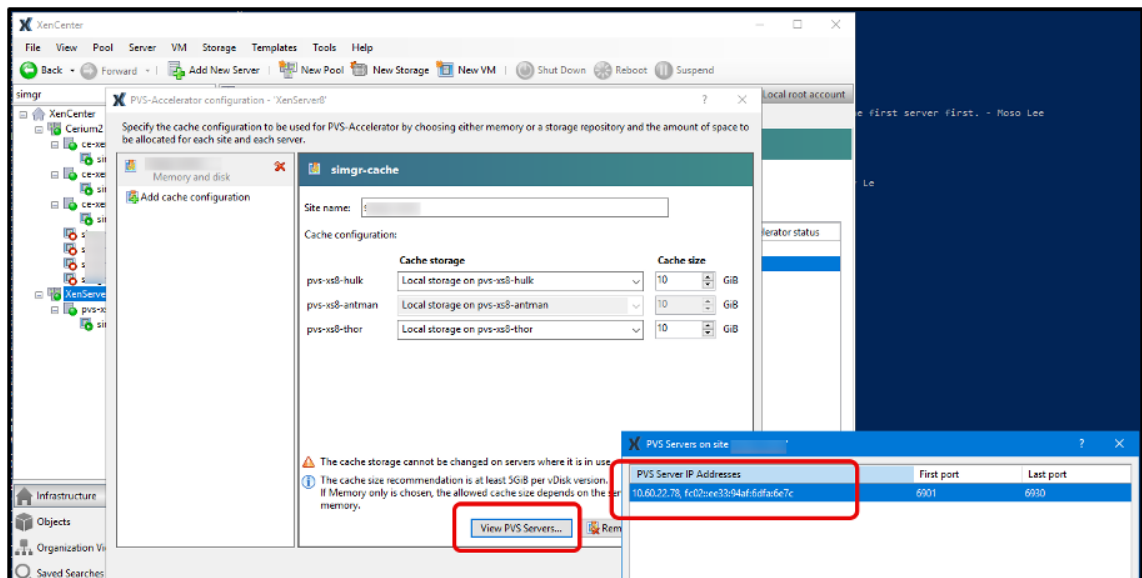 XenCenter
File View Pool Server VM Storage Templates Tools Help
Back Forward Add New Server New Pool New Storage New VM Shut Down Reboot Suspend
simgr
Local root account
XenCenter
Cerium2
ce-xe
ce-xe
ce-xe
XenServe
pvs-x
e first server first. - Moso Lee
Le
lerator status
PVS-Accelerator configuration - 'XenServer8'
Specify the cache configuration to be used for PVS-Accelerator by choosing either memory or a storage repository and the amount of space to
be allocated for each site and each server.
Memory and disk
Add cache configuration
simgr-cache
Site name:
Cache configuration:
Cache storage Cache size
pvs-xs8-hulk Local storage on pvs-xs8-hulk 10 GiB
pvs-xs8-antman Local storage on pvs-xs8-antman 10 GiB
pvs-xs8-thor Local storage on pvs-xs8-thor 10 GiB
The cache storage cannot be changed on servers where it is in use
The cache size recommendation is at least 5GiB per vDisk version.
If Memory only is chosen, the allowed cache size depends on the ser
memory.
View PVS Servers... Rem
PVS Servers on site
PVS Server IP Addresses First port Last port
10.60.22.78, fc02::ee33:94af:6dfa:6e7c 6901 6930
Infrastructure
Objects
Organization Vi
Saved Searches